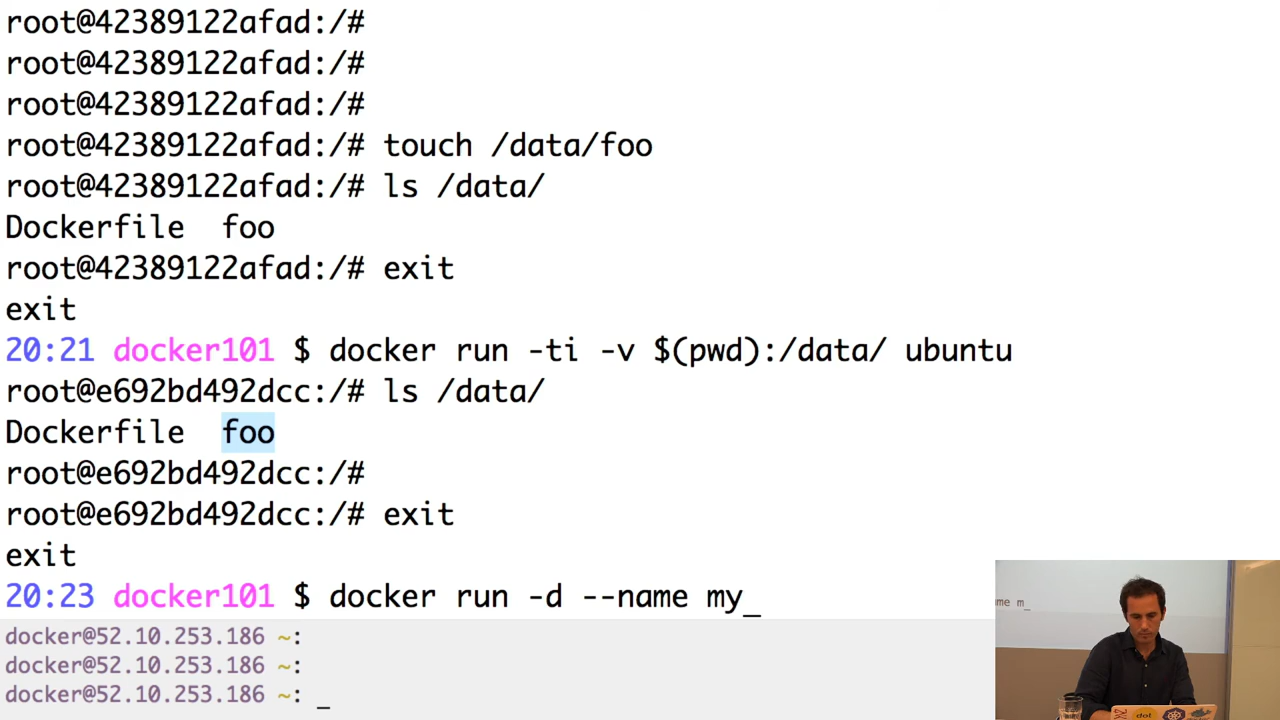 root@42389122afad:/#
root@42389122afad:/#
root@42389122afad:/#
root@42389122afad:/# touch /data/foo
root@42389122afad:/# ls /data/
Dockerfile  foo
root@42389122afad:/# exit
exit
20:21 docker101 $ docker run -ti -v $(pwd):/data/ ubuntu
root@e692bd492dcc:/# ls /data/
Dockerfile  foo
root@e692bd492dcc:/#
root@e692bd492dcc:/# exit
exit
20:23 docker101 $ docker run -d --name my_
docker@52.10.253.186 ~:
docker@52.10.253.186 ~:
docker@52.10.253.186 ~: _
ame m_
dot